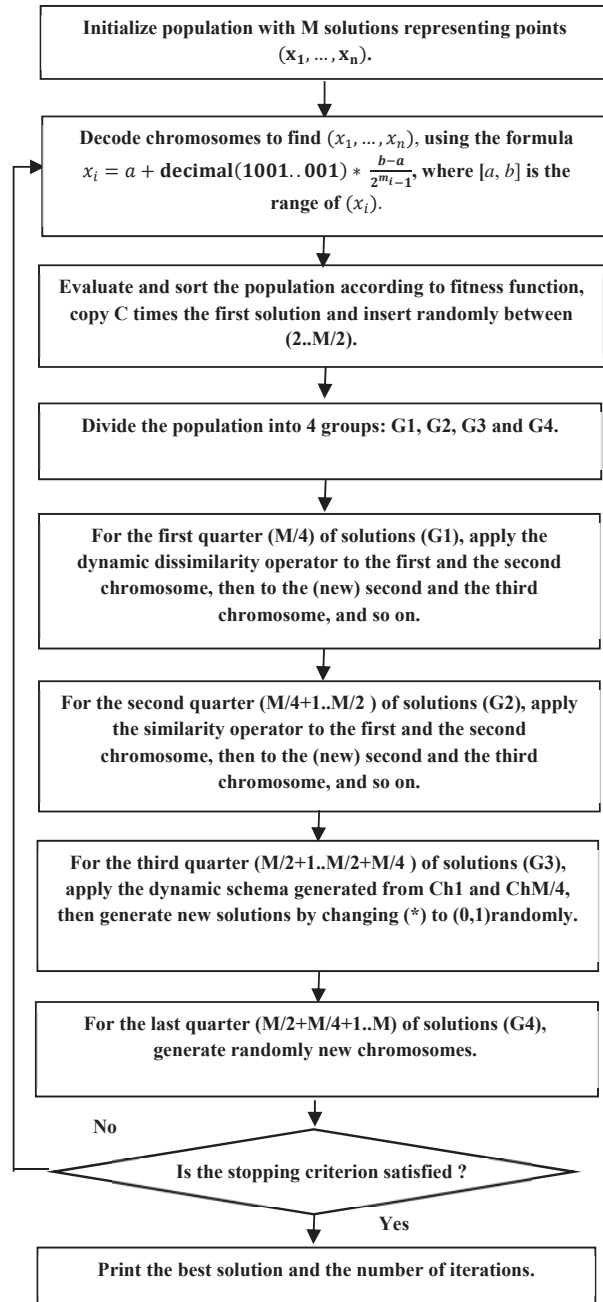 Initialize population with M solutions representing points
(x₁, … , xₙ).
Decode chromosomes to find (x₁, … , xₙ), using the formula
xᵢ = a + decimal(1001..001) * \frac{b−a}{2^{mᵢ}−1}, where [a, b] is the
range of (xᵢ).
Evaluate and sort the population according to fitness function,
copy C times the first solution and insert randomly between
(2..M/2).
Divide the population into 4 groups: G1, G2, G3 and G4.
For the first quarter (M/4) of solutions (G1), apply the
dynamic dissimilarity operator to the first and the second
chromosome, then to the (new) second and the third
chromosome, and so on.
For the second quarter (M/4+1..M/2 ) of solutions (G2), apply
the similarity operator to the first and the second
chromosome, then to the (new) second and the third
chromosome, and so on.
For the third quarter (M/2+1..M/2+M/4 ) of solutions (G3),
apply the dynamic schema generated from Ch1 and ChM/4,
then generate new solutions by changing (*) to (0,1)randomly.
For the last quarter (M/2+M/4+1..M) of solutions (G4),
generate randomly new chromosomes.
No
Is the stopping criterion satisfied ?
Yes
Print the best solution and the number of iterations.